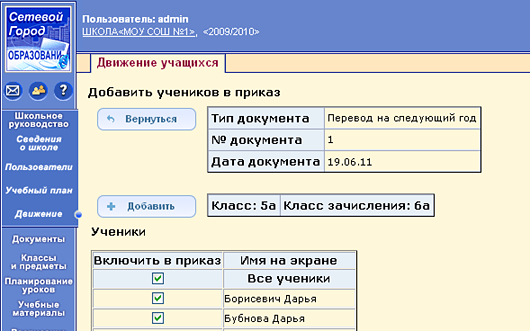 Сетевой
Город
ОБРАЗОВАНИ
Пользователь: admin
ШКОЛА<МОУ СОШ №1>, <2009/2010>
Движение учащихся
Школьное
руководство
Сведения
о школе
Пользователи
Учебный план
Движение
Документы
Классы
и предметы
Планирование
уроков
Учебные
материалы
Добавить учеников в приказ
Вернуться
Тип документа Перевод на следующий год
№ документа 1
Дата документа 19.06.11
Добавить
Класс: 5а Класс зачисления: 6а
Ученики
Включить в приказ Имя на экране
Все ученики
Борисевич Дарья
Бубнова Дарья